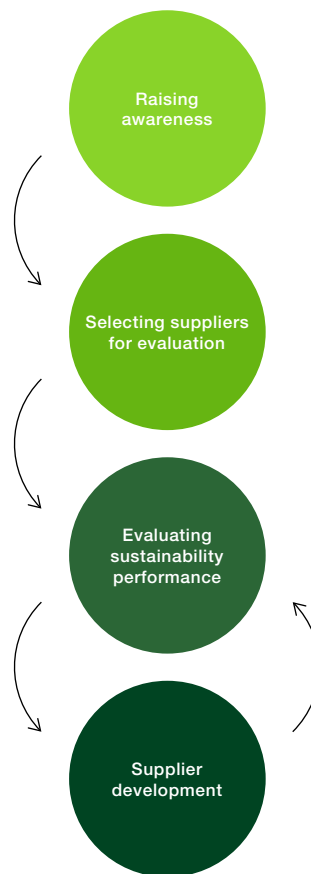 Raising
awareness
Selecting suppliers
for evaluation
Evaluating
sustainability
performance
Supplier
development